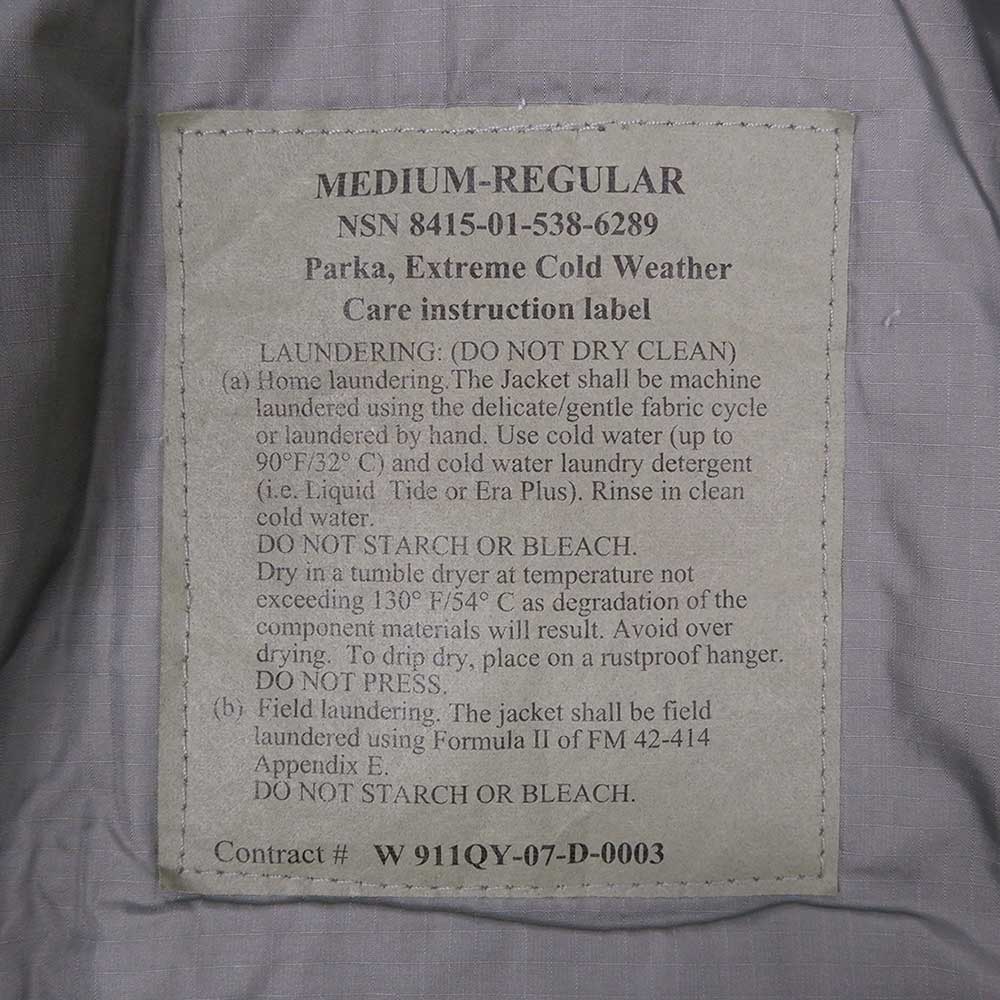 MEDIUM-REGULAR
NSN 8415-01-538-6289
Parka, Extreme Cold Weather
Care instruction label
LAUNDERING: (DO NOT DRY CLEAN)
(a) Home laundering.The Jacket shall be machine
laundered using the delicate/gentle fabric cycle
or laundered by hand. Use cold water (up to
90°F/32° C) and cold water laundry detergent
(i.e. Liquid Tide or Era Plus). Rinse in clean
cold water.
DO NOT STARCH OR BLEACH.
Dry in a tumble dryer at temperature not
exceeding 130° F/54° C as degradation of the
component materials will result. Avoid over
drying. To drip dry, place on a rustproof hanger.
DO NOT PRESS.
(b) Field laundering. The jacket shall be field
laundered using Formula II of FM 42-414
Appendix E.
DO NOT STARCH OR BLEACH.
Contract # W 911QY-07-D-0003